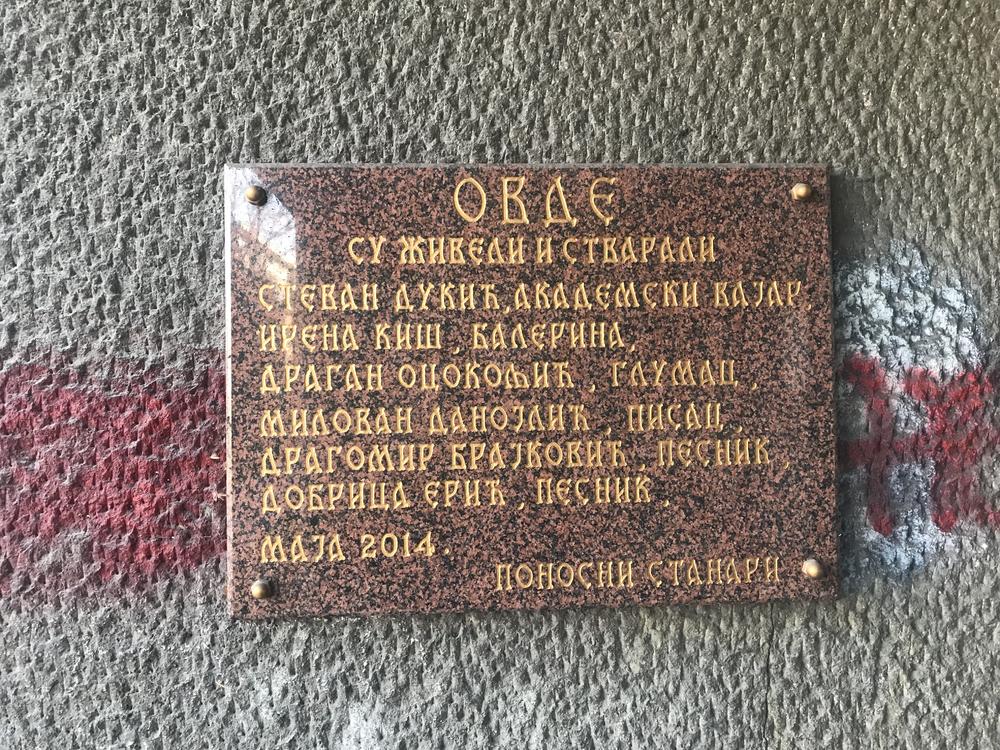 ОВДЕ
СУ ЖИВЕЛИ И СТВАРАЛИ
СТЕВАН ДУКИЋ, АКАДЕМСКИ ВАЈАР,
ИРЕНА КИШ, БАЛЕРИНА,
ДРАГАН ОЦОКОЉИЋ, ГЛУМАЦ,
МИЛОВАН ДАНОЈЛИЋ, ПИСАЦ,
ДРАГОМИР БРАЈКОВИЋ, ПЕСНИК,
ДОБРИЦА ЕРИЋ, ПЕСНИК,
МАЈА 2014.
ПОНОСНИ СТАНАРИ